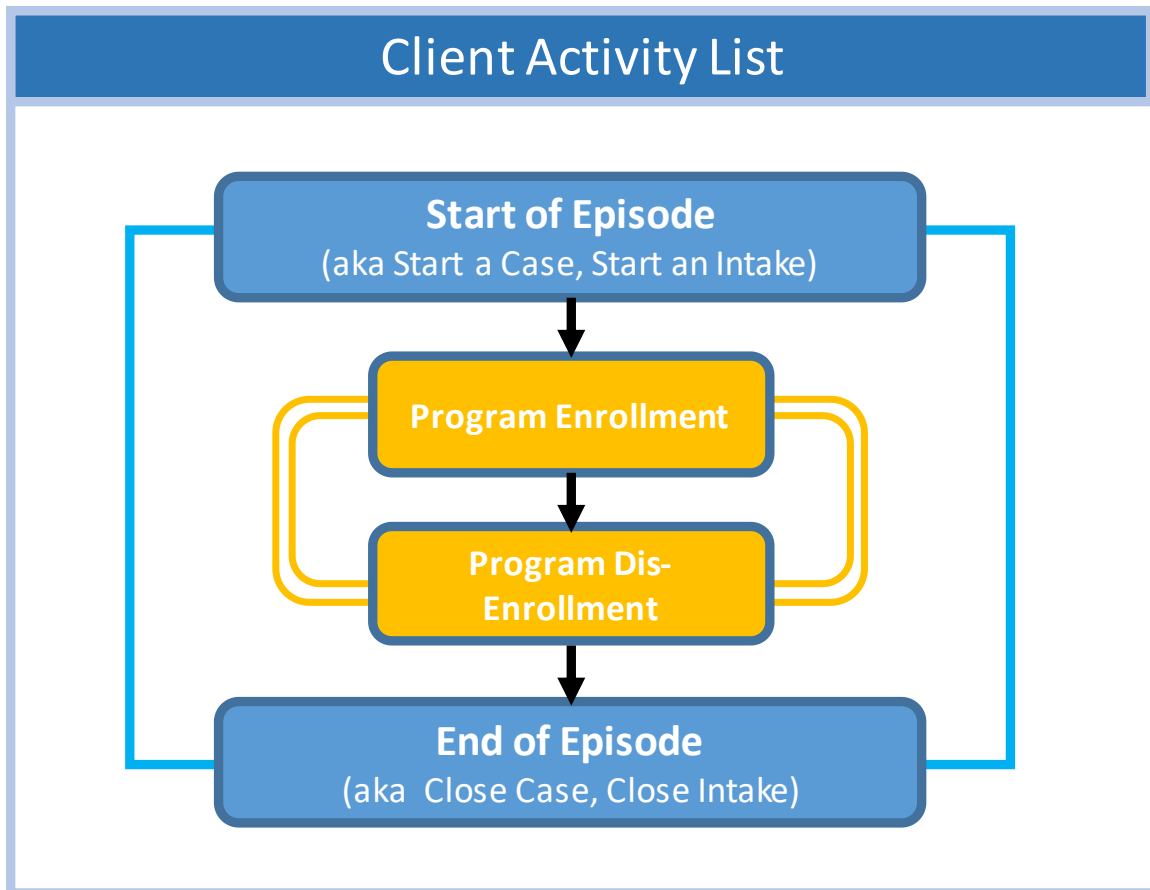 Client Activity List
Start of Episode
(aka Start a Case, Start an Intake)
Program Enrollment
Program Dis-
Enrollment
End of Episode
(aka  Close Case, Close Intake)